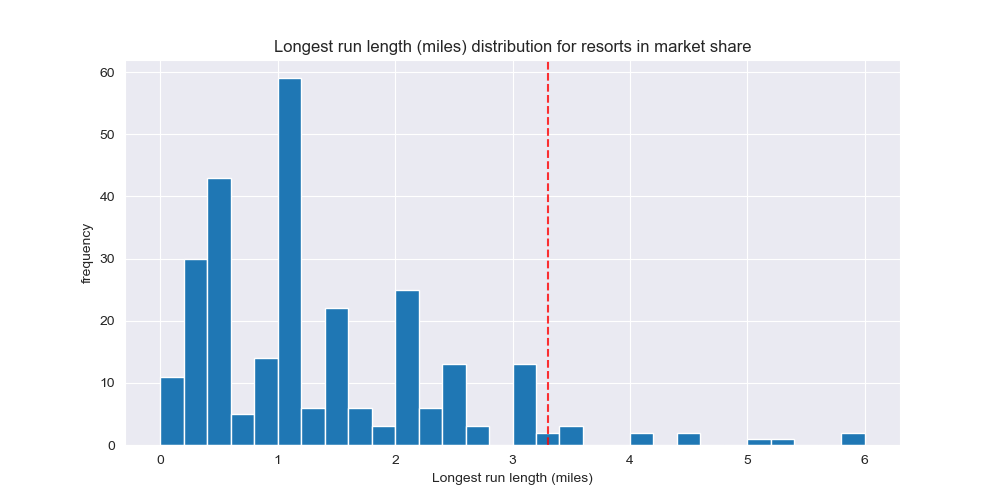 Longest run length (miles) distribution for resorts in market share
60
50
40
30
20
10
0
frequency
0 1 2 3 4 5 6
Longest run length (miles)